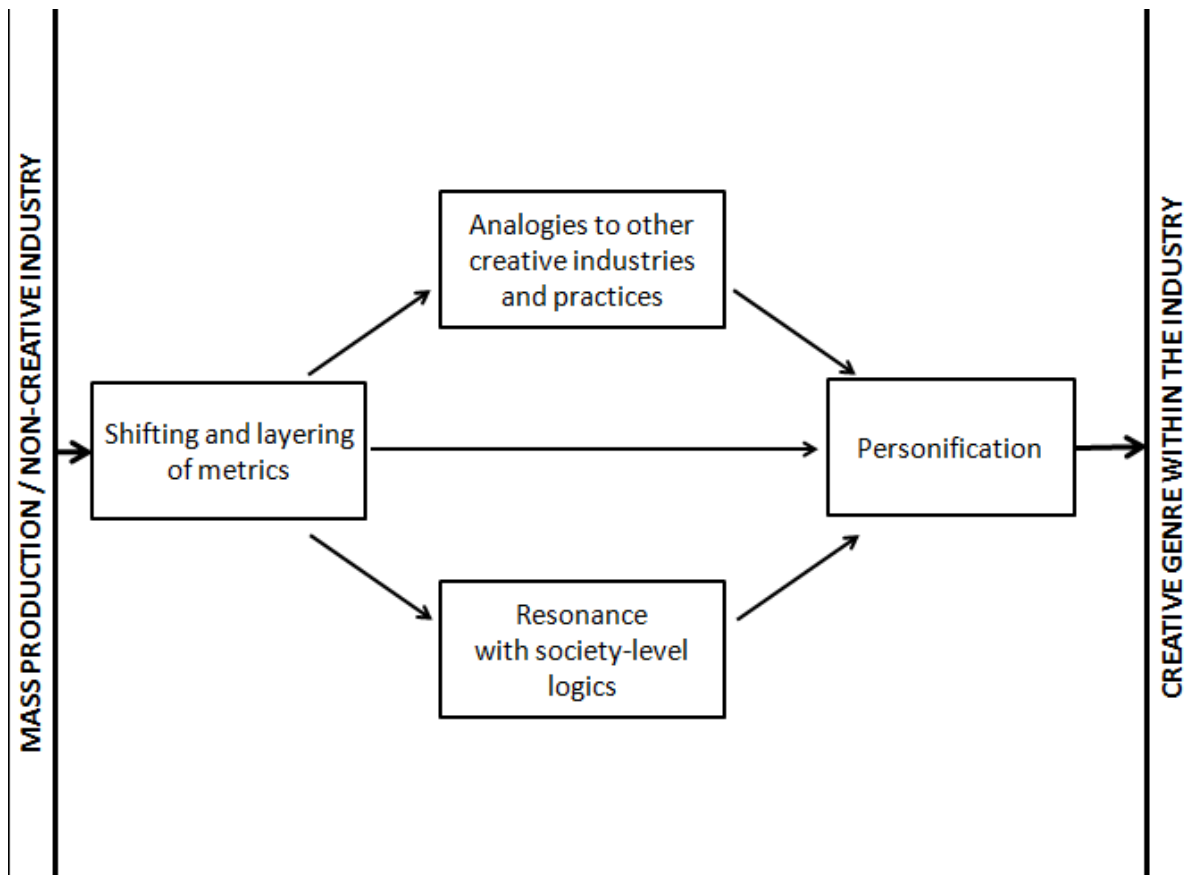 MASS PRODUCTION / NON-CREATIVE INDUSTRY
Shifting and layering
of metrics
Analogies to other
creative industries
and practices
Resonance
with society-level
logics
Personification
CREATIVE GENRE WITHIN THE INDUSTRY